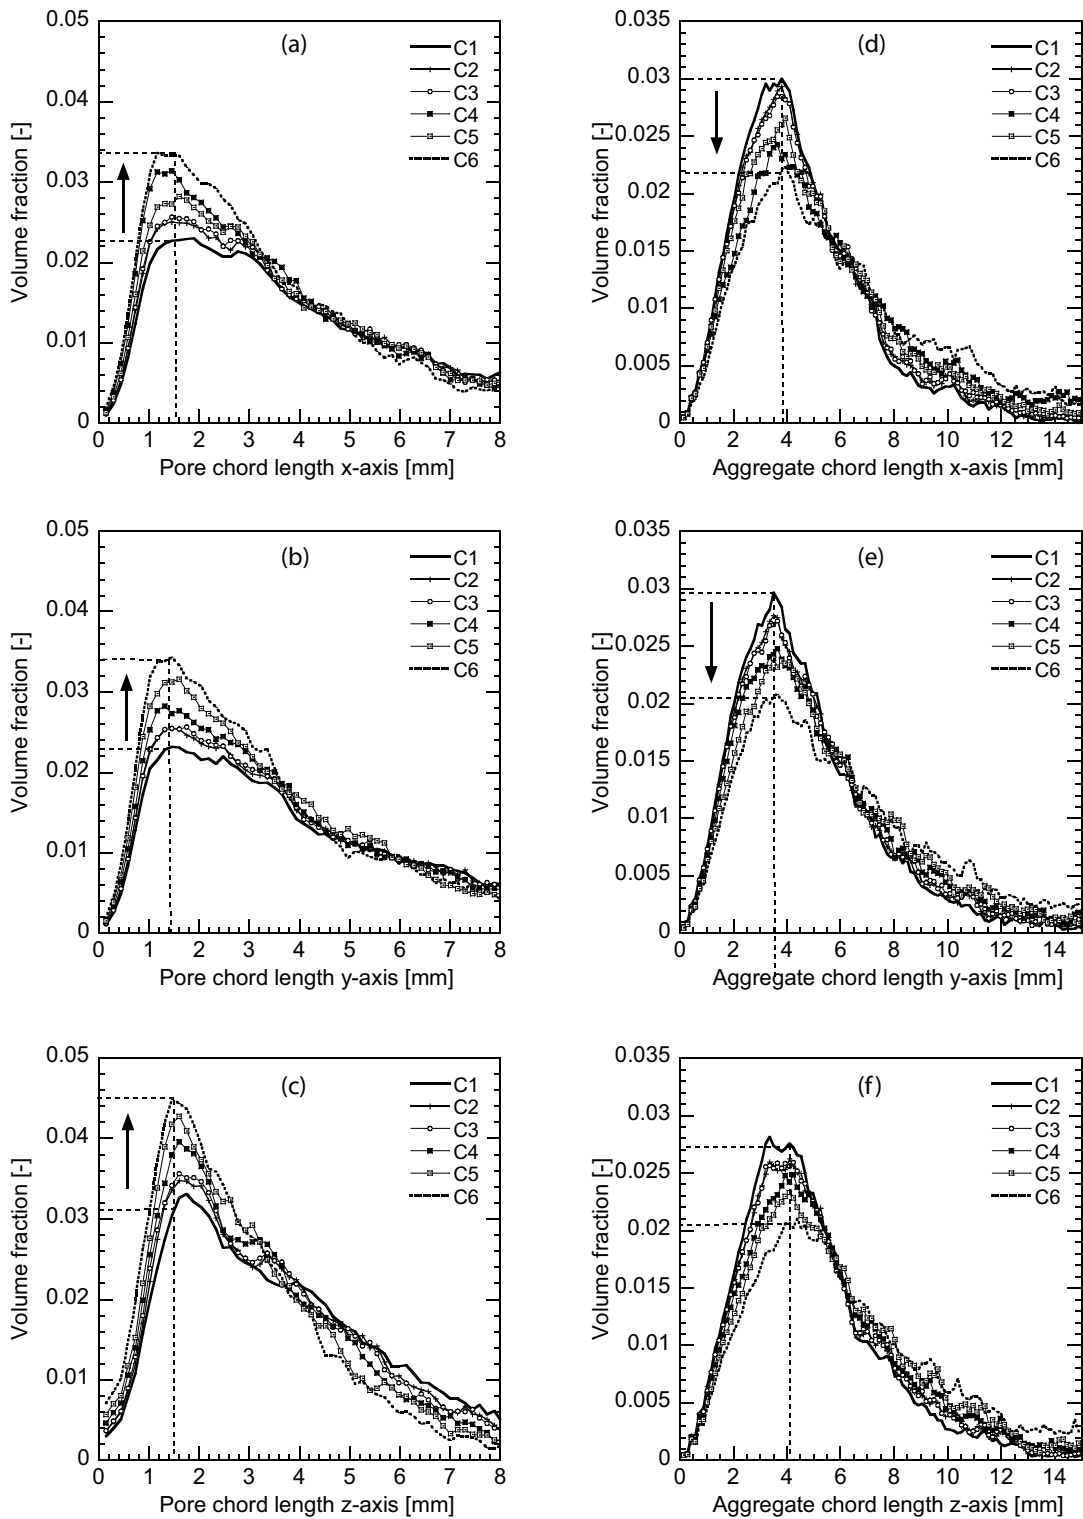 0.05
0.04
0.03
0.02
0.01
0
Volume fraction [-]
(a)
C1
C2
C3
C4
C5
C6
0 1 2 3 4 5 6 7 8
Pore chord length x-axis [mm]
0.035
0.03
0.025
0.02
0.015
0.01
0.005
0
Volume fraction [-]
(d)
C1
C2
C3
C4
C5
C6
0 2 4 6 8 10 12 14
Aggregate chord length x-axis [mm]
0.05
0.04
0.03
0.02
0.01
0
Volume fraction [-]
(b)
C1
C2
C3
C4
C5
C6
0 1 2 3 4 5 6 7 8
Pore chord length y-axis [mm]
0.035
0.03
0.025
0.02
0.015
0.01
0.005
0
Volume fraction [-]
(e)
C1
C2
C3
C4
C5
C6
0 2 4 6 8 10 12 14
Aggregate chord length y-axis [mm]
0.05
0.04
0.03
0.02
0.01
0
Volume fraction [-]
(c)
C1
C2
C3
C4
C5
C6
0 1 2 3 4 5 6 7 8
Pore chord length z-axis [mm]
0.035
0.03
0.025
0.02
0.015
0.01
0.005
0
Volume fraction [-]
(f)
C1
C2
C3
C4
C5
C6
0 2 4 6 8 10 12 14
Aggregate chord length z-axis [mm]